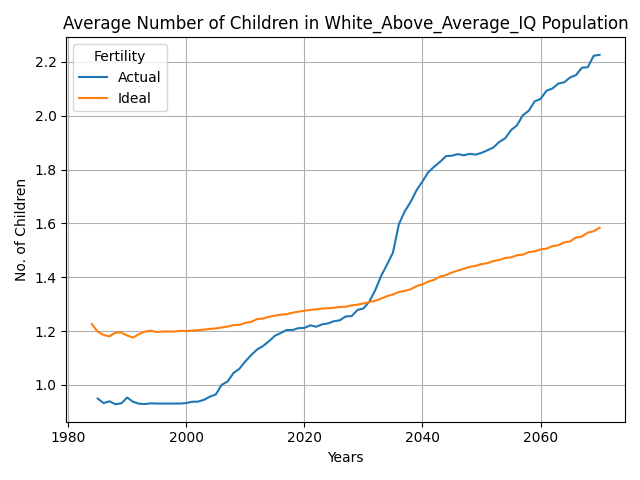 Average Number of Children in White_Above_Average_IQ Population
Fertility
Actual
Ideal
No. of Children
2.2
2.0
1.8
1.6
1.4
1.2
1.0
1980
2000
2020
2040
2060
Years